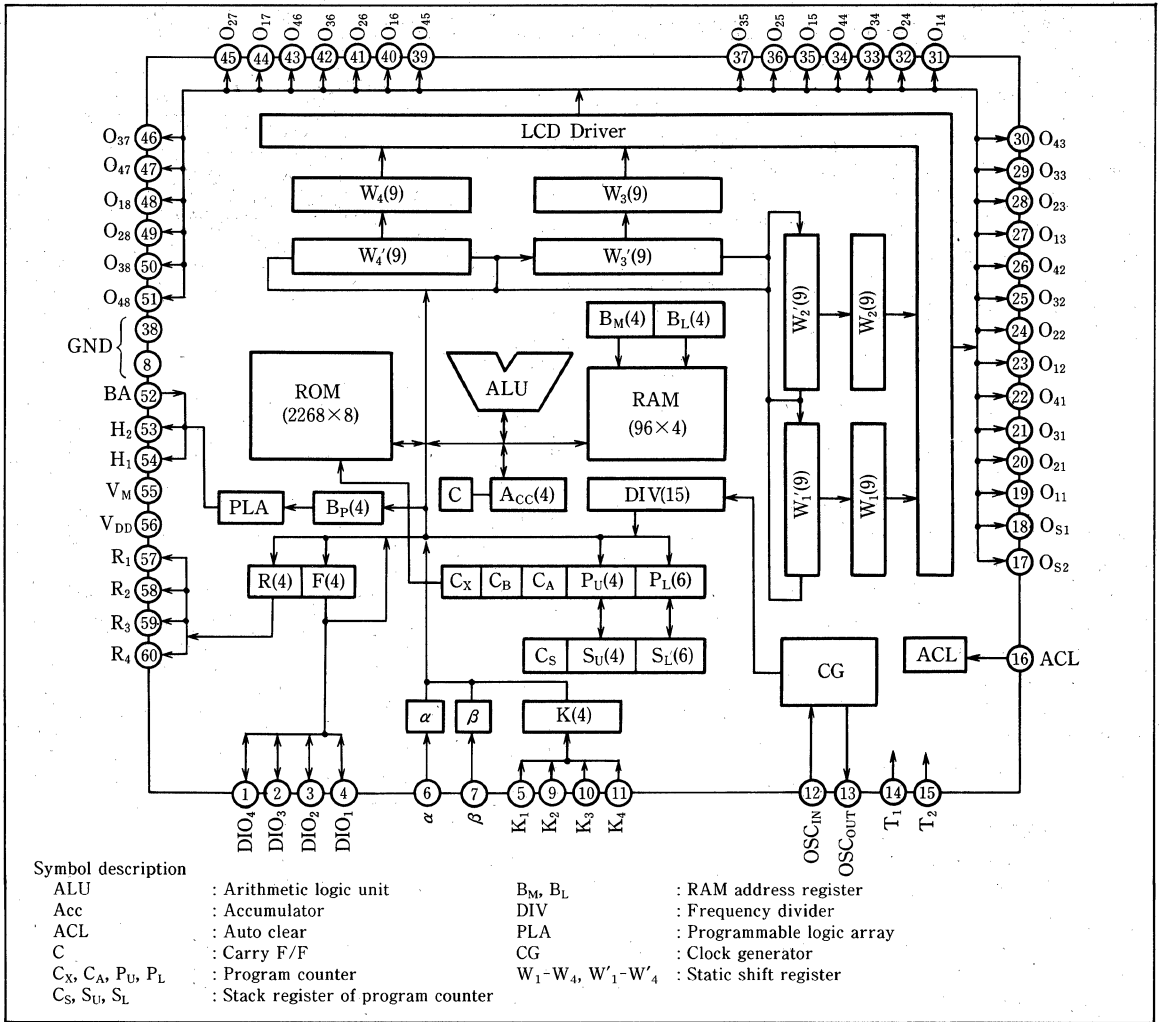 O27 O17 O46 O36 O26 O16 O45 O35 O25 O15 O44 O34 O33 O24 O14
45 44 43 42 41 40 39 37 36 35 34 33 32 31
LCD Driver
O37 46
O47 47
O18 48
O28 49
O38 50
O48 51
38
GND
8
BA 52
H2 53
H1 54
VM 55
VDD 56
R1 57
R2 58
R3 59
R4 60
30 O43
29 O33
28 O23
27 O13
26 O42
25 O32
24 O22
23 O12
22 O41
21 O31
20 O21
19 O11
18 OS1
17 OS2
16 ACL
W4(9) W3(9)
W4'(9) W3'(9)
W2'(9) W2(9)
W1'(9) W1(9)
BM(4) BL(4)
ROM
(2268×8)
ALU
RAM
(96×4)
C ACC(4) DIV(15)
PLA BP(4)
R(4) F(4) CX CB CA PU(4) PL(6)
CS SU(4) SL(6)
CG ACL
α β K(4)
1 2 3 4 6 7 5 9 10 11 12 13 14 15
DIO4 DIO3 DIO2 DIO1 α β K1 K2 K3 K4 OSCIN OSCOUT T1 T2
Symbol description
ALU : Arithmetic logic unit
Acc : Accumulator
ACL : Auto clear
C : Carry F/F
CX, CA, PU, PL : Program counter
CS, SU, SL : Stack register of program counter
BM, BL : RAM address register
DIV : Frequency divider
PLA : Programmable logic array
CG : Clock generator
W1-W4, W'1-W'4 : Static shift register